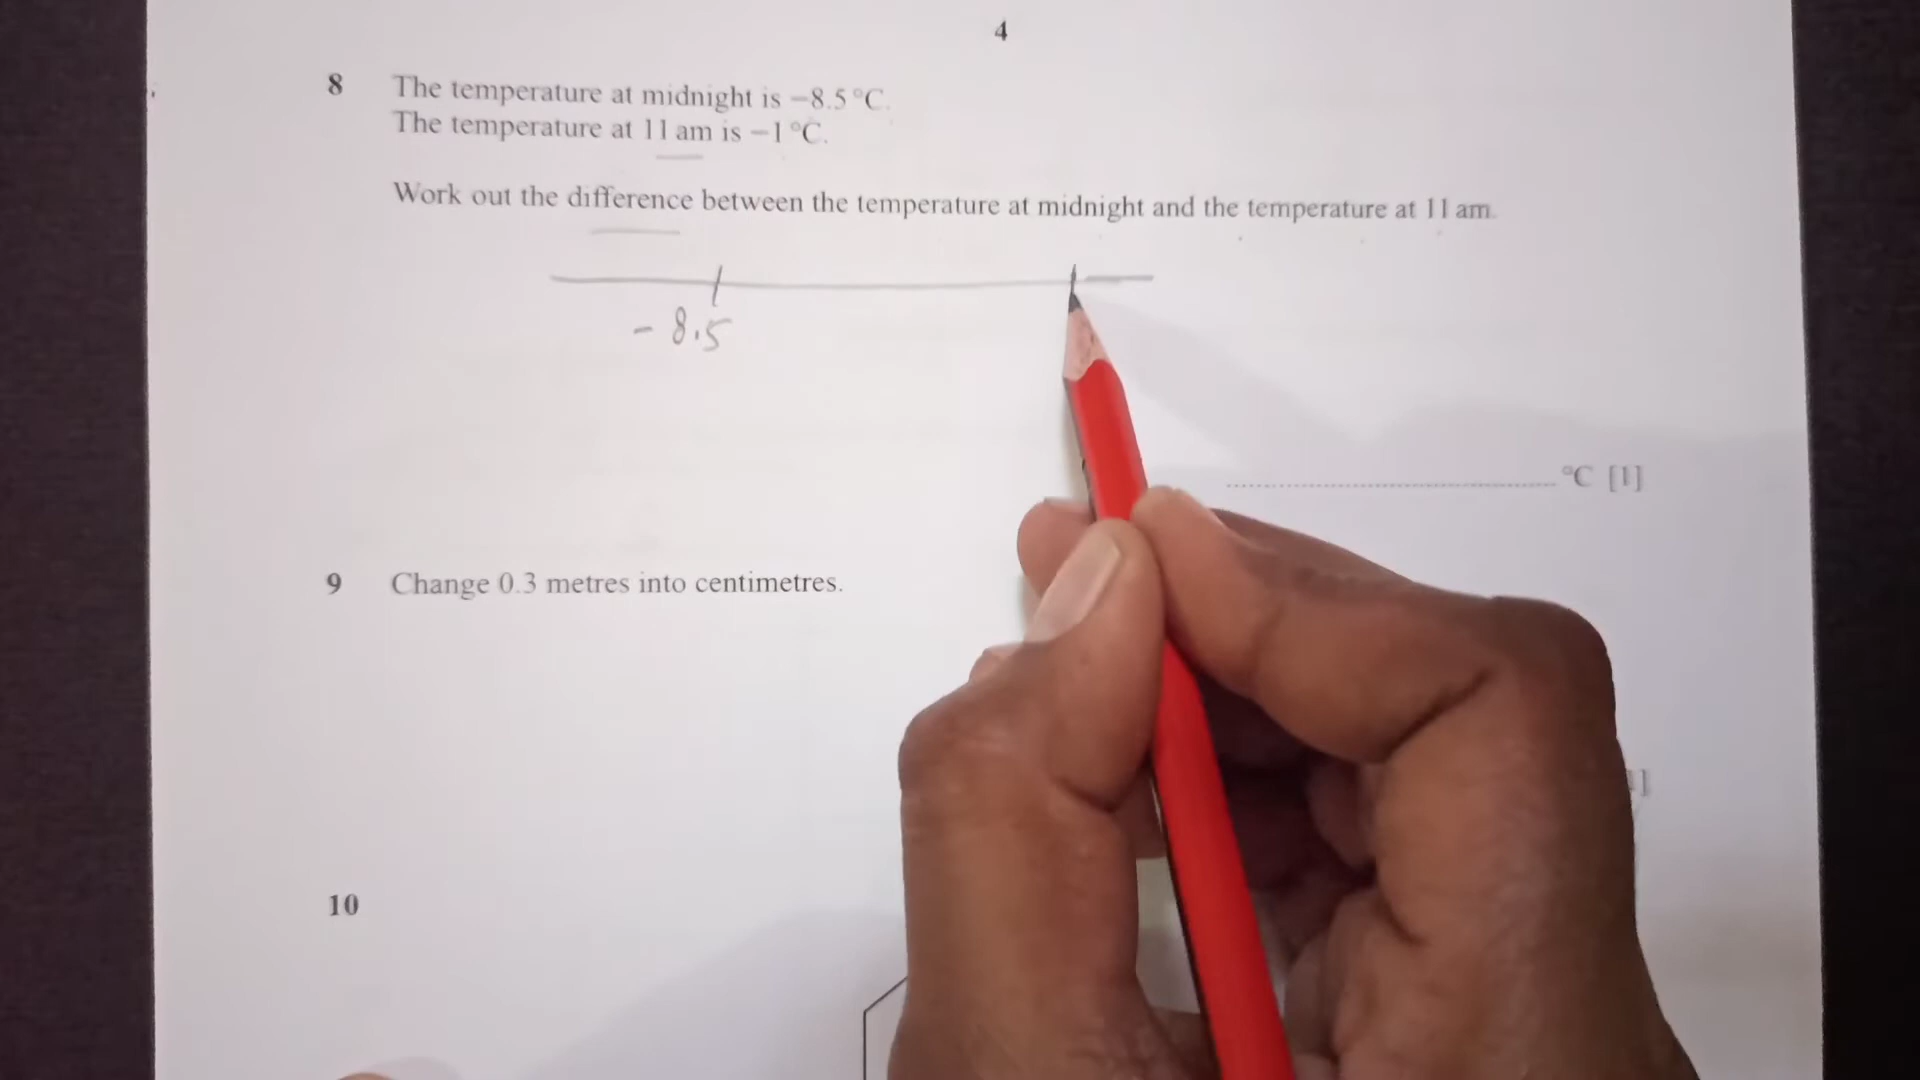 4
8 The temperature at midnight is −8.5 °C.
The temperature at 11 am is −1 °C.
Work out the difference between the temperature at midnight and the temperature at 11 am.
- 8.5
°C [1]
9 Change 0.3 metres into centimetres.
]
10